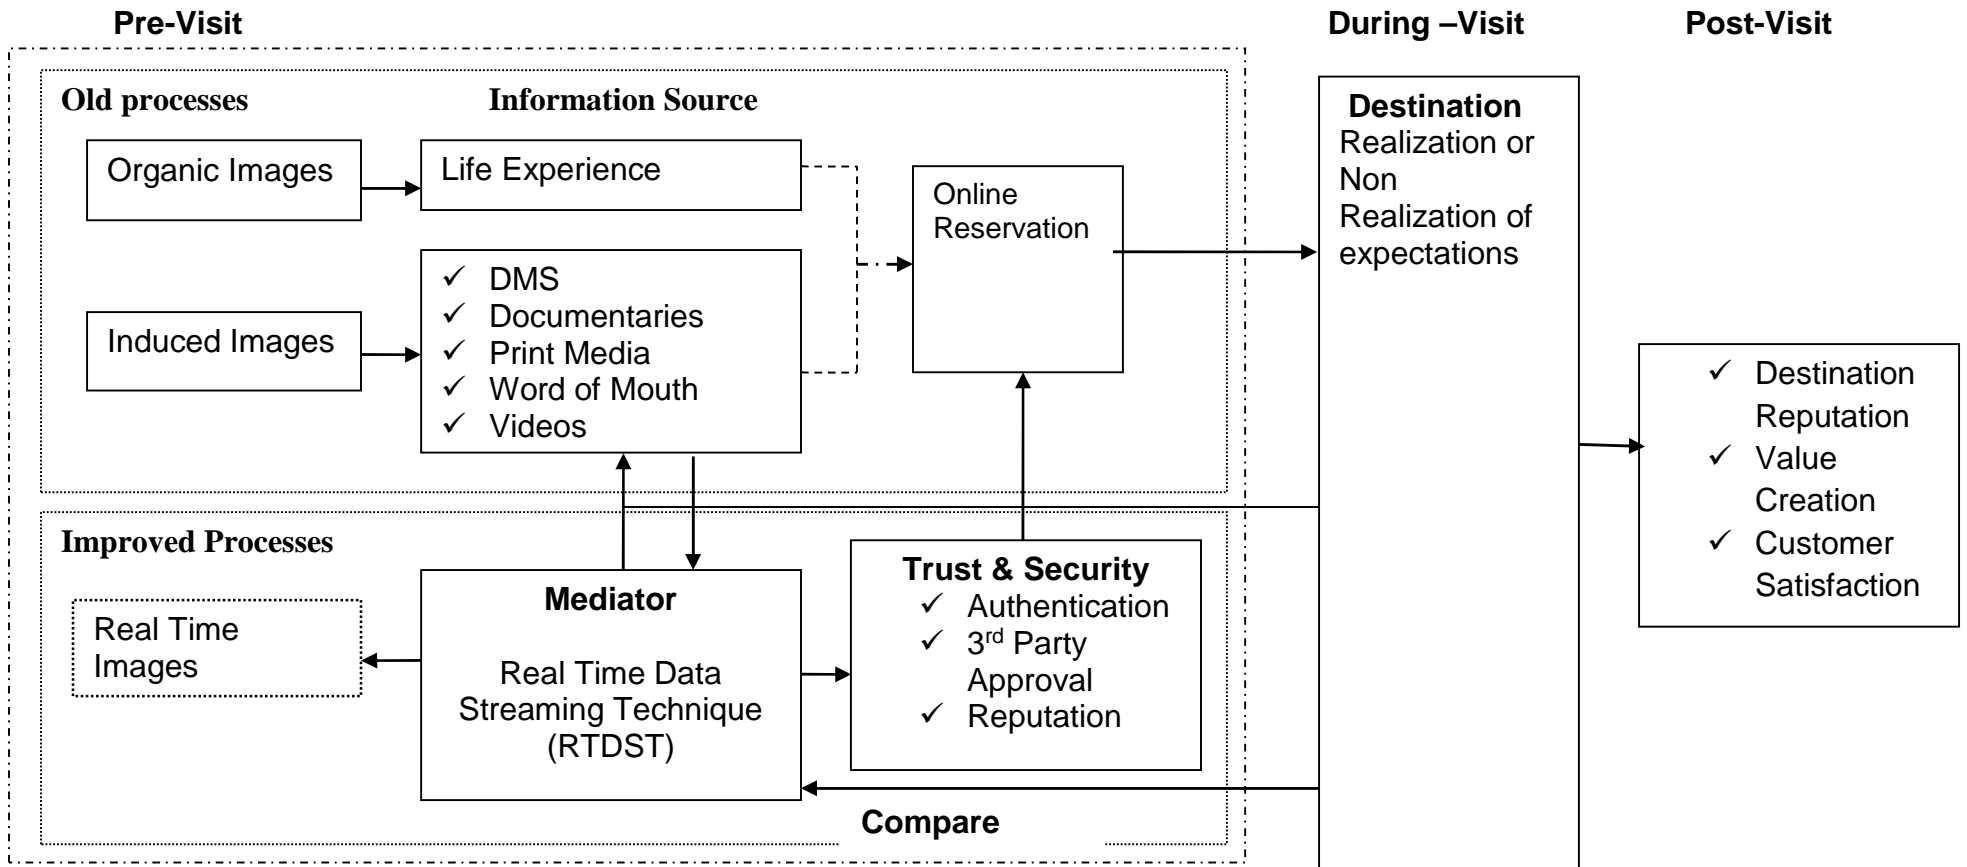 Pre-Visit
During –Visit
Post-Visit
Old processes
Information Source
Organic Images
Life Experience
Induced Images
✓ DMS
✓ Documentaries
✓ Print Media
✓ Word of Mouth
✓ Videos
Online
Reservation
Destination
Realization or
Non
Realization of
expectations
✓ Destination
Reputation
✓ Value
Creation
✓ Customer
Satisfaction
Improved Processes
Real Time
Images
Mediator
Real Time Data
Streaming Technique
(RTDST)
Trust & Security
✓ Authentication
✓ 3rd Party
Approval
✓ Reputation
Compare